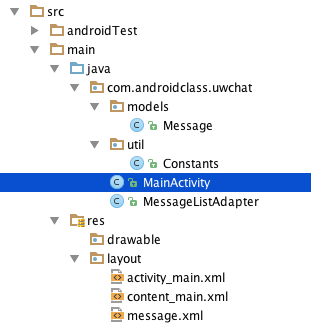 src
androidTest
main
java
com.androidclass.uwchat
models
Message
util
Constants
MainActivity
MessageListAdapter
res
drawable
layout
activity_main.xml
content_main.xml
message.xml